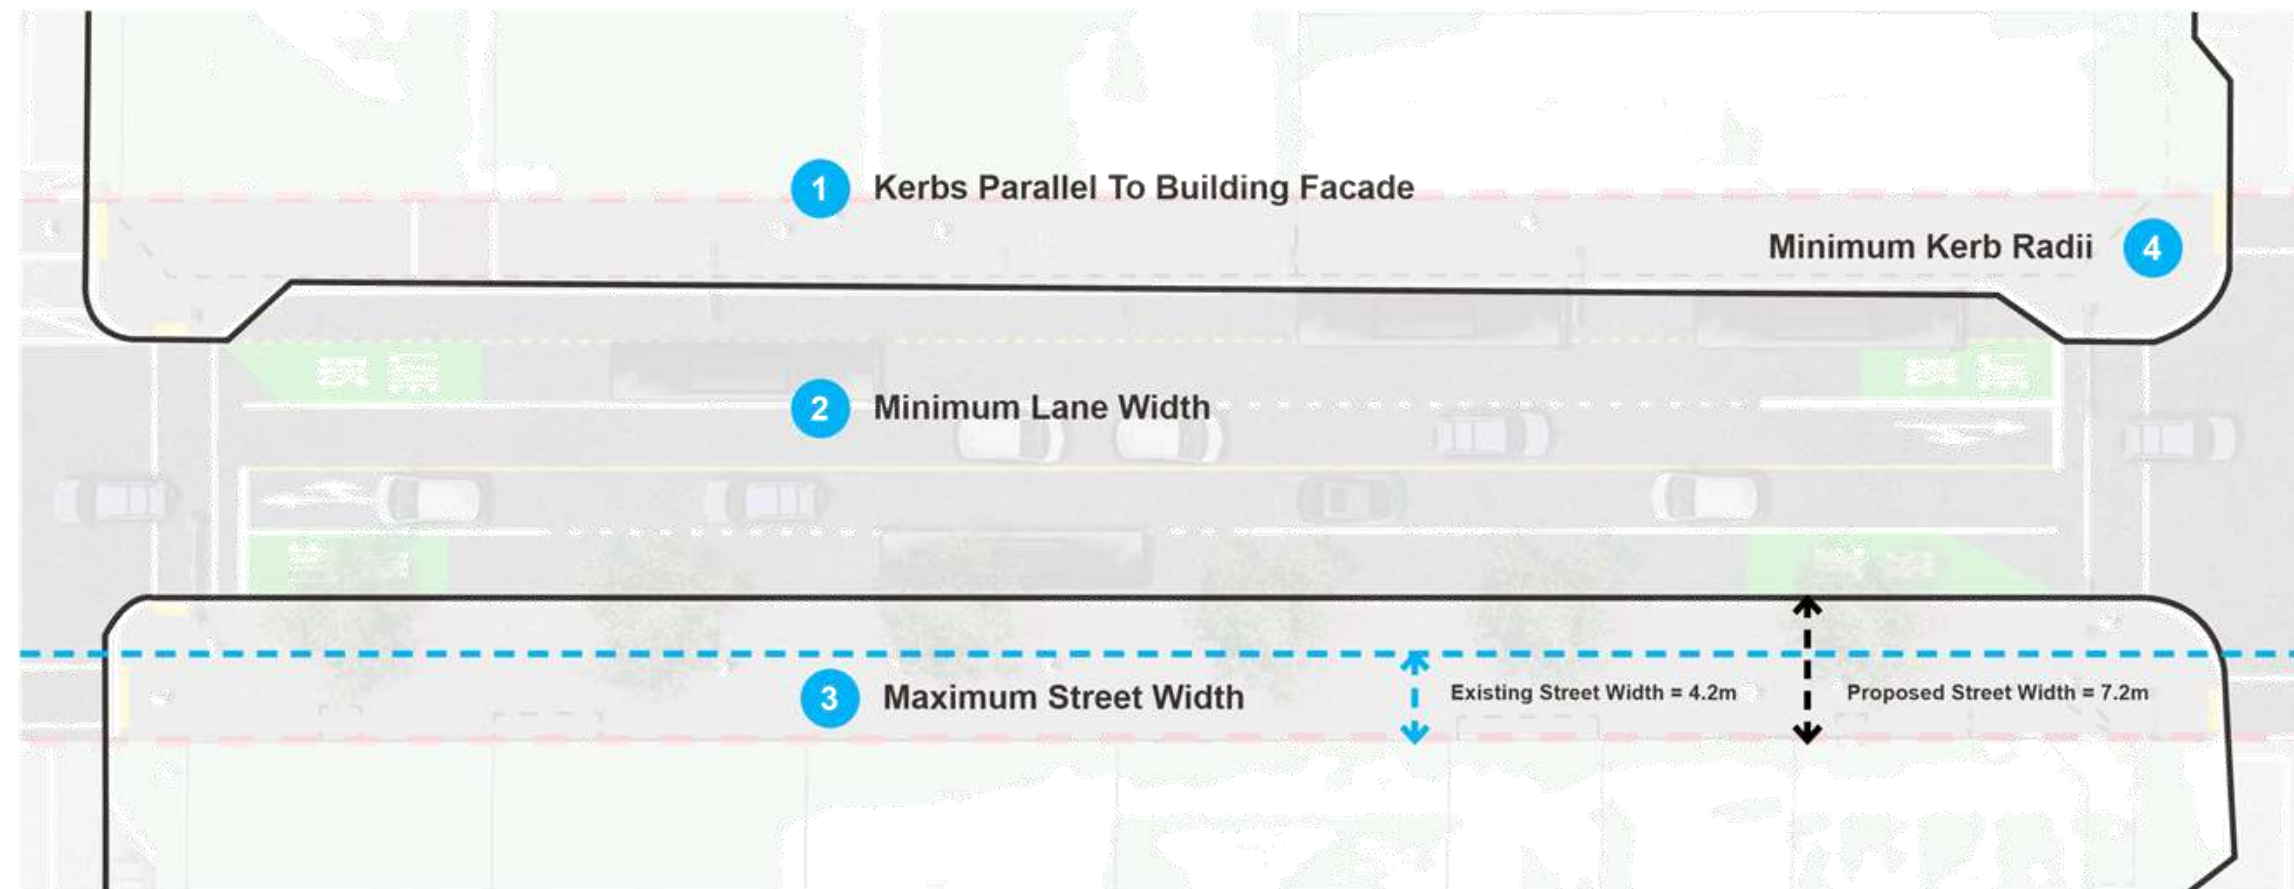 1 Kerbs Parallel To Building Facade
Minimum Kerb Radii 4
2 Minimum Lane Width
3 Maximum Street Width
Existing Street Width = 4.2m
Proposed Street Width = 7.2m